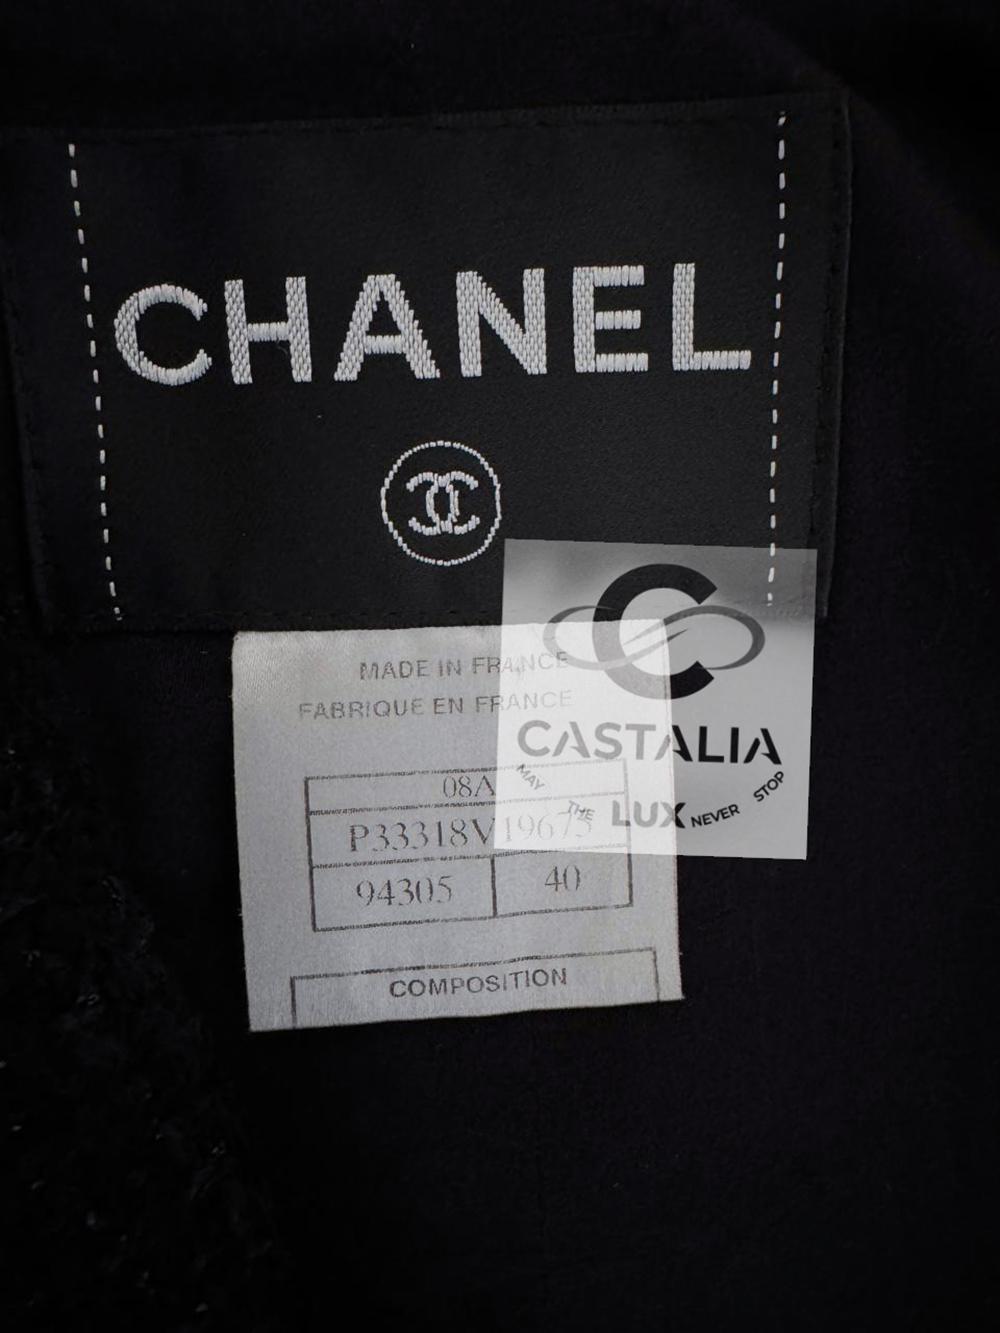 CHANEL
MADE IN FRANCE
FABRIQUE EN FRANCE
CASTALIA
MAY THE LUX NEVER STOP
08A
P33318V19675
94305 40
COMPOSITION